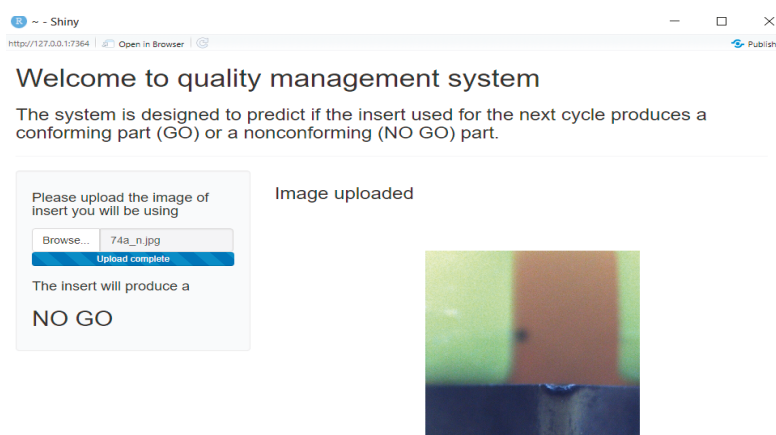 R ~ - Shiny
http://127.0.0.1:7364 Open in Browser Publish
Welcome to quality management system
The system is designed to predict if the insert used for the next cycle produces a
conforming part (GO) or a nonconforming (NO GO) part.
Please upload the image of
insert you will be using
Browse... 74a_n.jpg
Upload complete
The insert will produce a
NO GO
Image uploaded